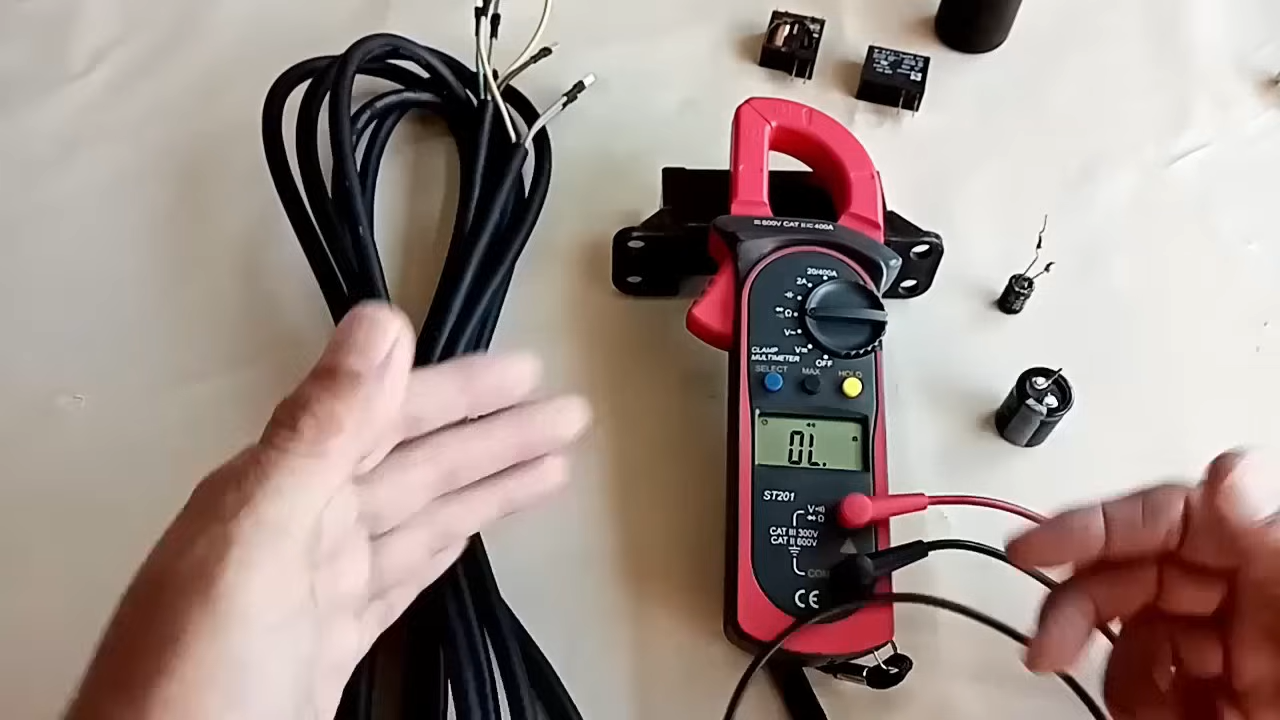 600V CAT II 400A
20/400A
2A
Ω
V~
V
OFF
CLAMP
MULTIMETER
SELECT
MAX
HOLD
OL.
ST201
V
Ω
CAT III 300V
CAT II 600V
COM
CE